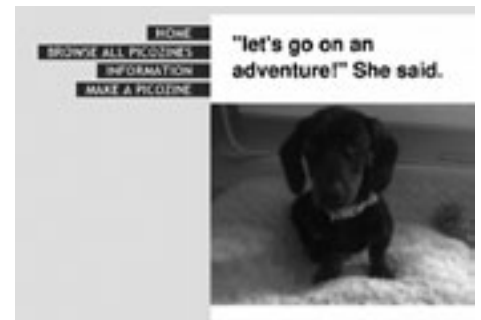 HOME
BROWSE ALL PICOZINES
INFORMATION
MAKE A PICOZINE
"let's go on an
adventure!" She said.